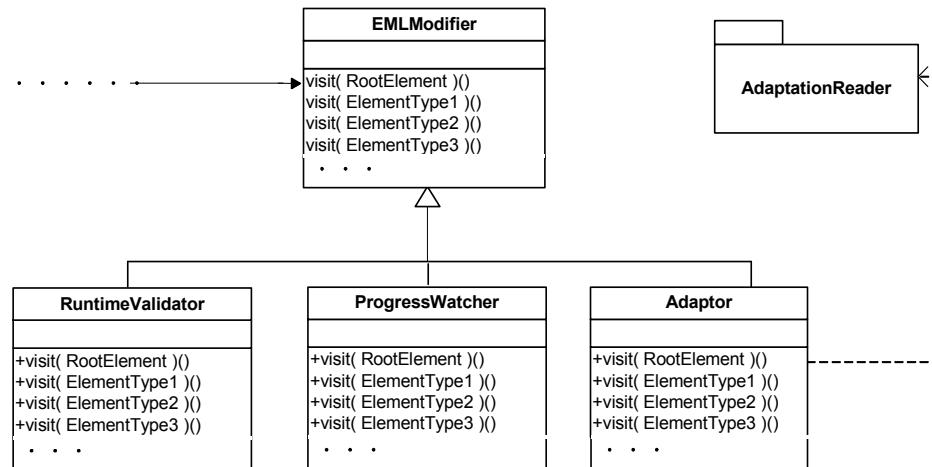 EMLModifier
visit( RootElement )()
visit( ElementType1 )()
visit( ElementType2 )()
visit( ElementType3 )()
. . .
. . . . . .
AdaptationReader
RuntimeValidator
+visit( RootElement )()
+visit( ElementType1 )()
+visit( ElementType2 )()
+visit( ElementType3 )()
. . .
ProgressWatcher
+visit( RootElement )()
+visit( ElementType1 )()
+visit( ElementType2 )()
+visit( ElementType3 )()
. . .
Adaptor
+visit( RootElement )()
+visit( ElementType1 )()
+visit( ElementType2 )()
+visit( ElementType3 )()
. . .